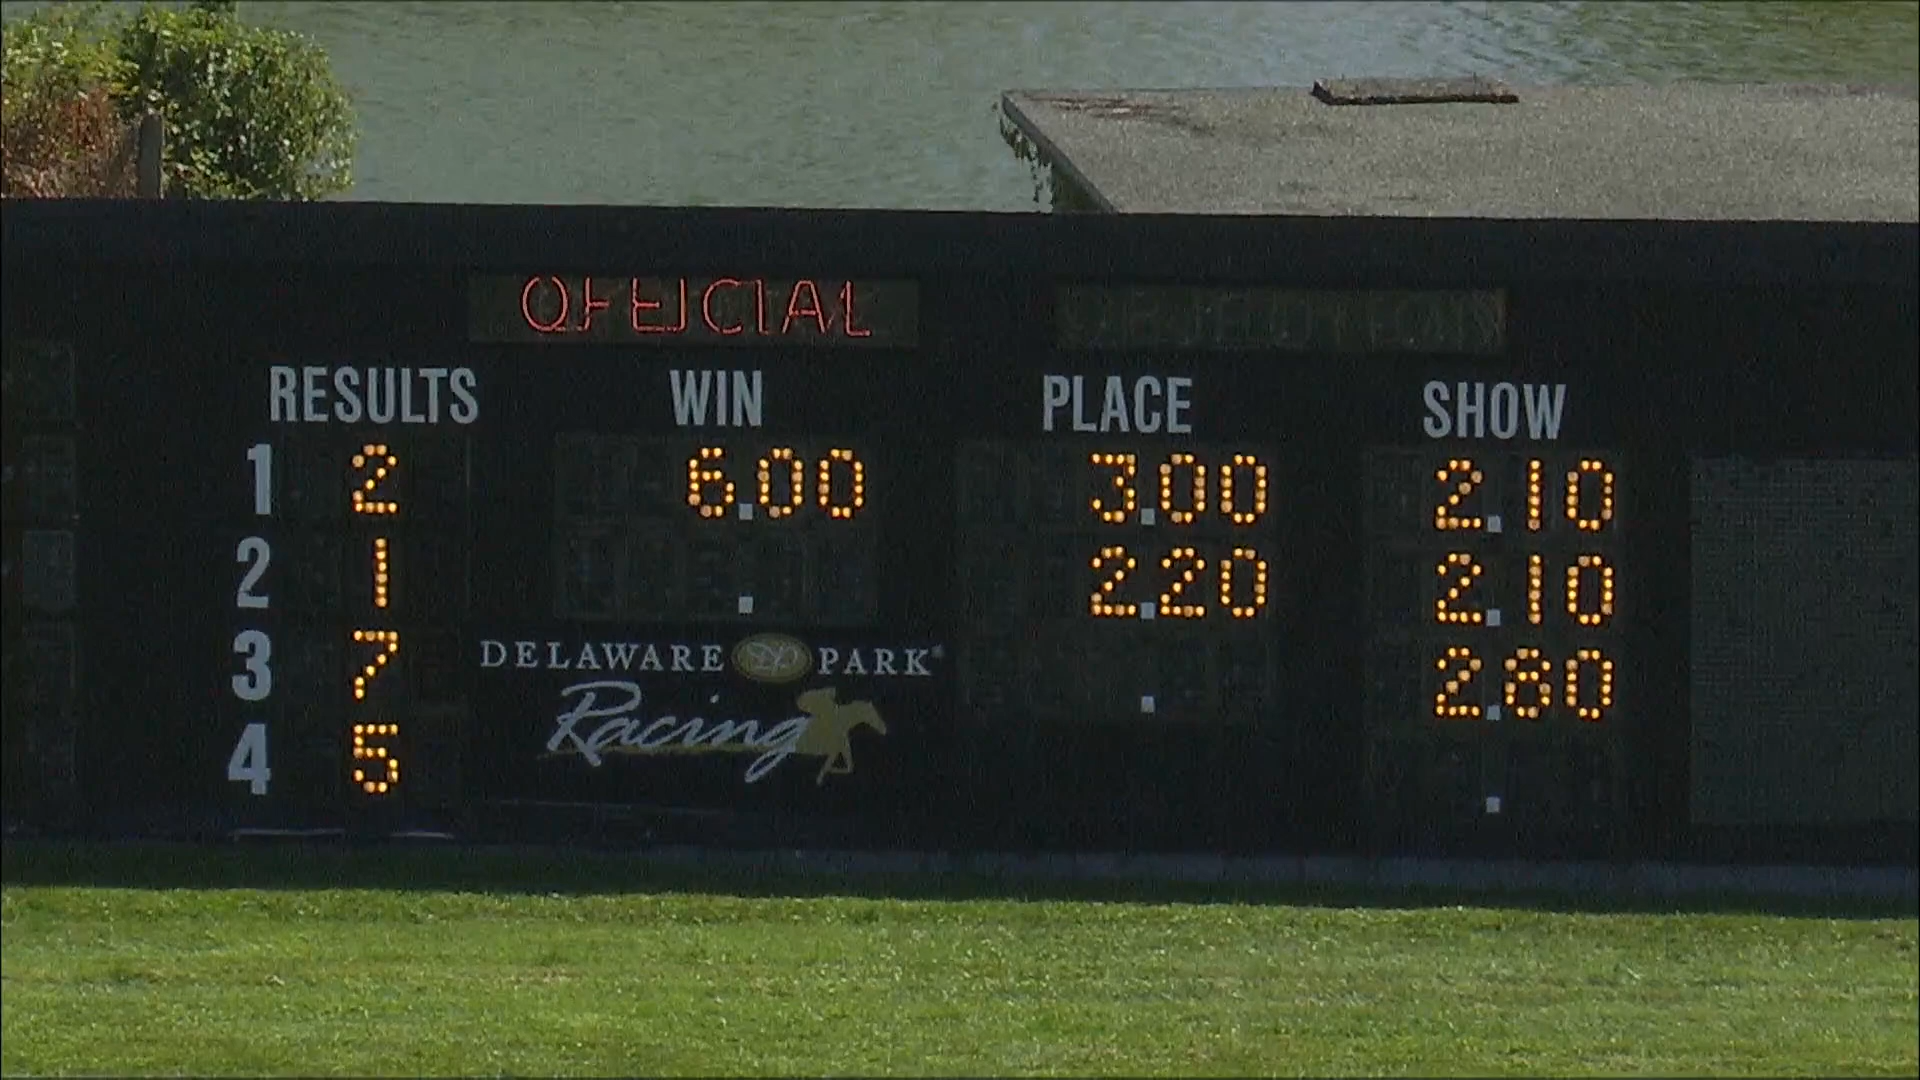 OFFICIAL
RESULTS WIN PLACE SHOW
1 2 6.00 3.00 2.10
2 1 . 2.20 2.10
3 7 . 2.60
4 5 .
DELAWARE PARK
Racing